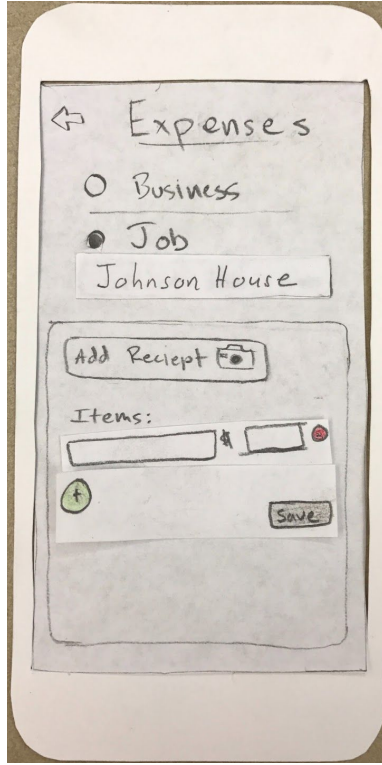 Expenses
Business
Job
Johnson House
Add Reciept
Items:
$
+
Save